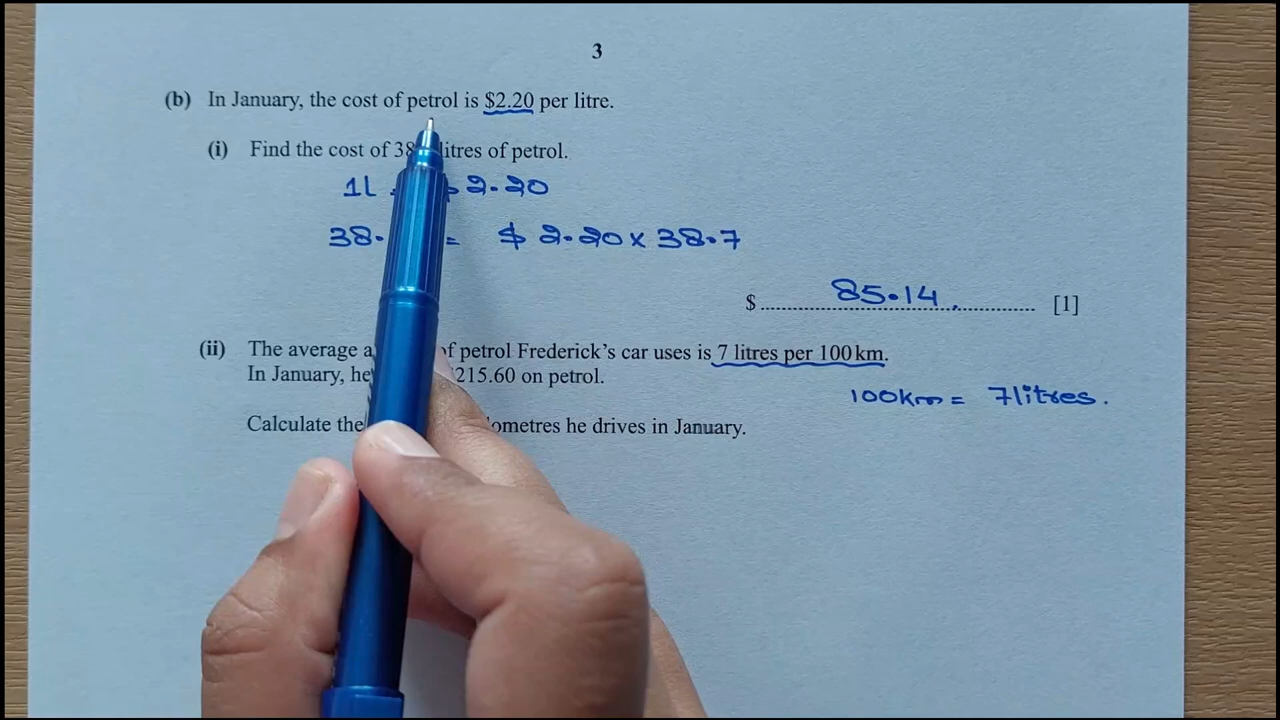 3
(b) In January, the cost of petrol is $2.20 per litre.
(i) Find the cost of 38 litres of petrol.
1L 2.20
38. = $ 2.20 x 38.7
$ 85.14 [1]
(ii) The average of petrol Frederick's car uses is 7 litres per 100 km.
In January, he 215.60 on petrol.
100km = 7litres.
Calculate the he drives in January.